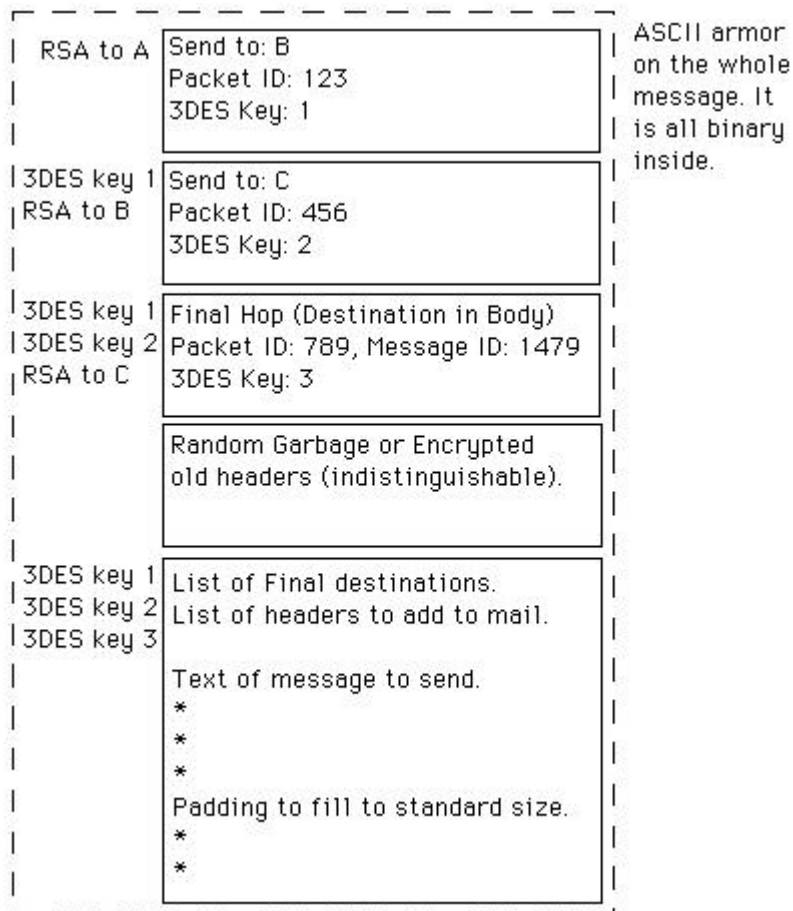 RSA to A
Send to: B
Packet ID: 123
3DES Key: 1
ASCII armor
on the whole
message. It
is all binary
inside.
3DES key 1
RSA to B
Send to: C
Packet ID: 456
3DES Key: 2
3DES key 1
3DES key 2
RSA to C
Final Hop (Destination in Body)
Packet ID: 789, Message ID: 1479
3DES Key: 3
Random Garbage or Encrypted
old headers (indistinguishable).
3DES key 1
3DES key 2
3DES key 3
List of Final destinations.
List of headers to add to mail.
Text of message to send.
*
*
*
Padding to fill to standard size.
*
*